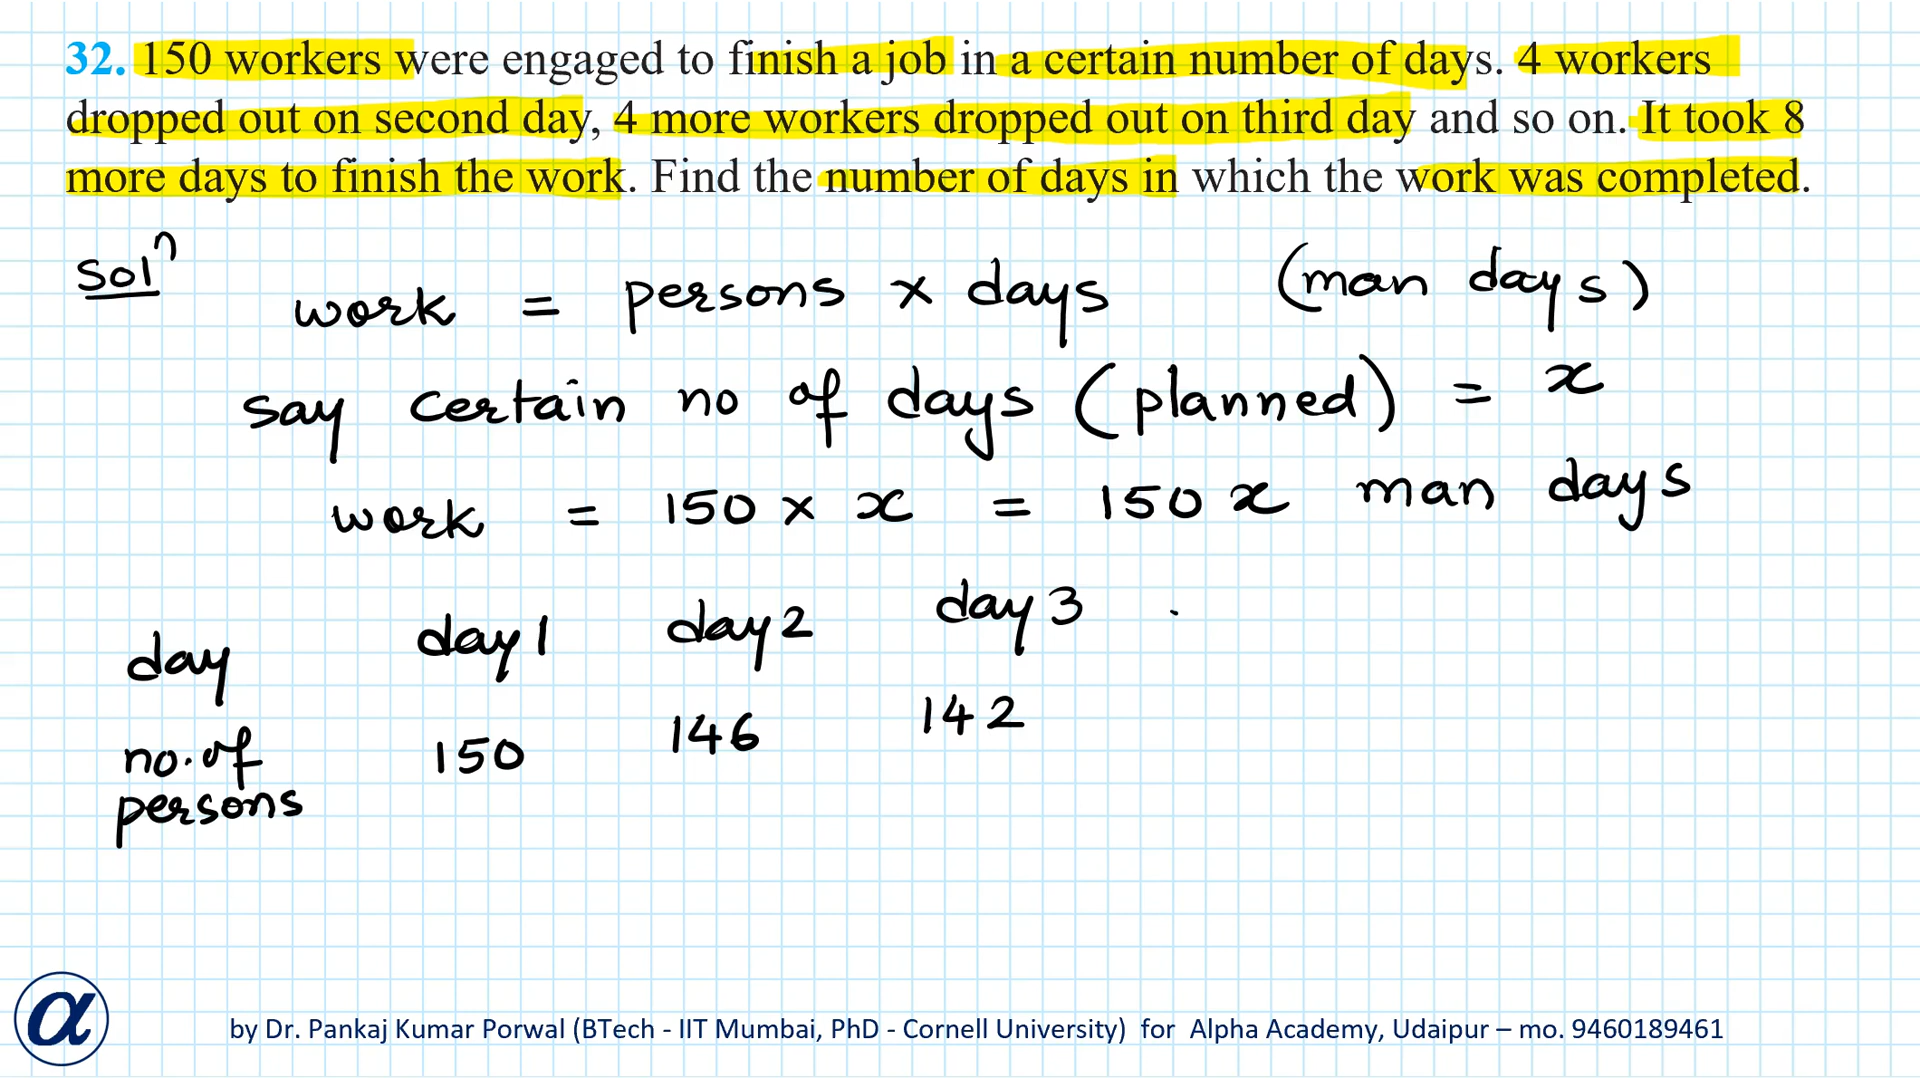 32. 150 workers were engaged to finish a job in a certain number of days. 4 workers
dropped out on second day, 4 more workers dropped out on third day and so on. It took 8
more days to finish the work. Find the number of days in which the work was completed.
Solⁿ
work = persons × days (man days)
say certain no of days (planned) = x
work = 150 × x = 150 x man days
day day 1 day 2 day 3 .
no. of 150 146 142
persons
α
by Dr. Pankaj Kumar Porwal (BTech - IIT Mumbai, PhD - Cornell University) for Alpha Academy, Udaipur – mo. 9460189461